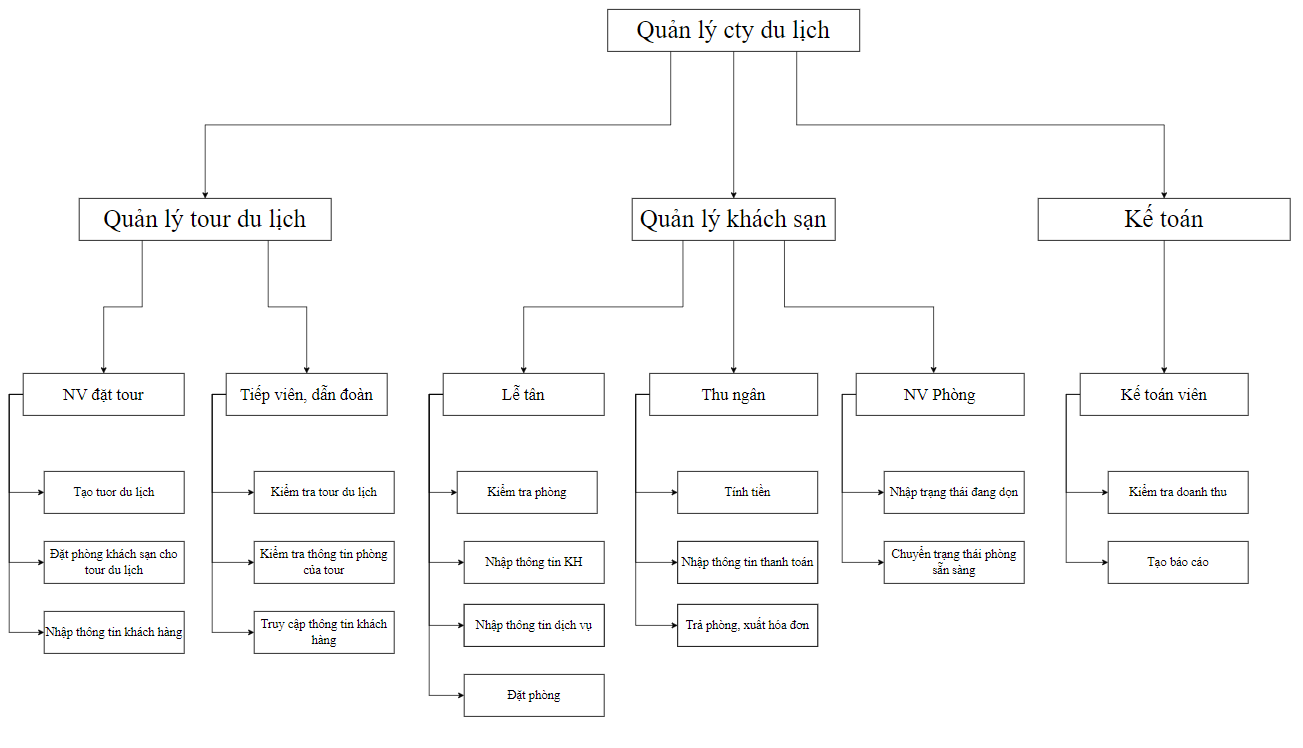 Quản lý cty du lịch
Quản lý tour du lịch
Quản lý khách sạn
Kế toán
NV đặt tour
Tiếp viên, dẫn đoàn
Lễ tân
Thu ngân
NV Phòng
Kế toán viên
Tạo tuor du lịch
Kiểm tra tour du lịch
Kiểm tra phòng
Tính tiền
Nhập trạng thái đang dọn
Kiểm tra doanh thu
Đặt phòng khách sạn cho
tour du lịch
Kiểm tra thông tin phòng
của tour
Nhập thông tin KH
Nhập thông tin thanh toán
Chuyển trạng thái phòng
sẵn sàng
Tạo báo cáo
Nhập thông tin khách hàng
Truy cập thông tin khách
hàng
Nhập thông tin dịch vụ
Trả phòng, xuất hóa đơn
Đặt phòng